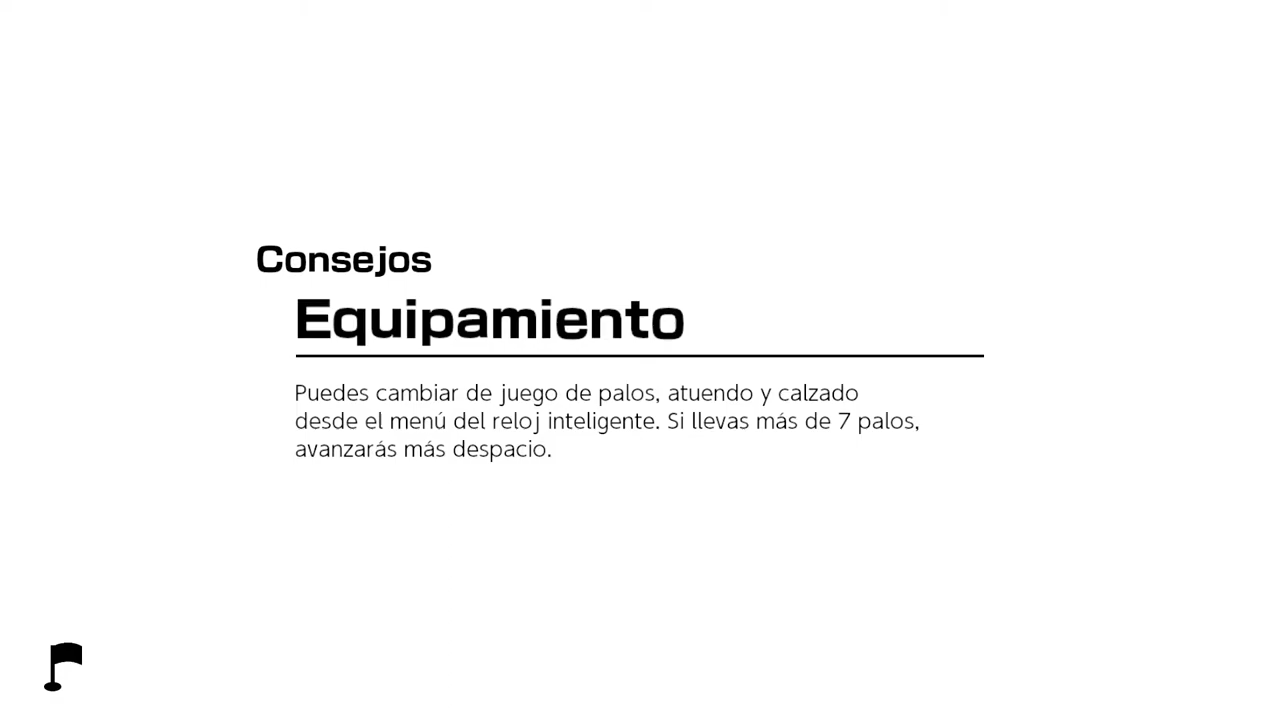 Consejos
Equipamiento
Puedes cambiar de juego de palos, atuendo y calzado
desde el menú del reloj inteligente. Si llevas más de 7 palos,
avanzarás más despacio.